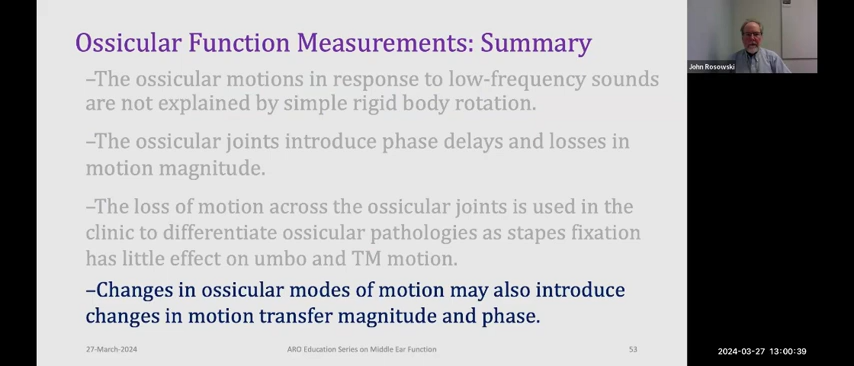 Ossicular Function Measurements: Summary
–The ossicular motions in response to low-frequency sounds
are not explained by simple rigid body rotation.
–The ossicular joints introduce phase delays and losses in
motion magnitude.
–The loss of motion across the ossicular joints is used in the
clinic to differentiate ossicular pathologies as stapes fixation
has little effect on umbo and TM motion.
–Changes in ossicular modes of motion may also introduce
changes in motion transfer magnitude and phase.
27-March-2024
ARO Education Series on Middle Ear Function
53
John Rosowski
2024-03-27 13:00:39